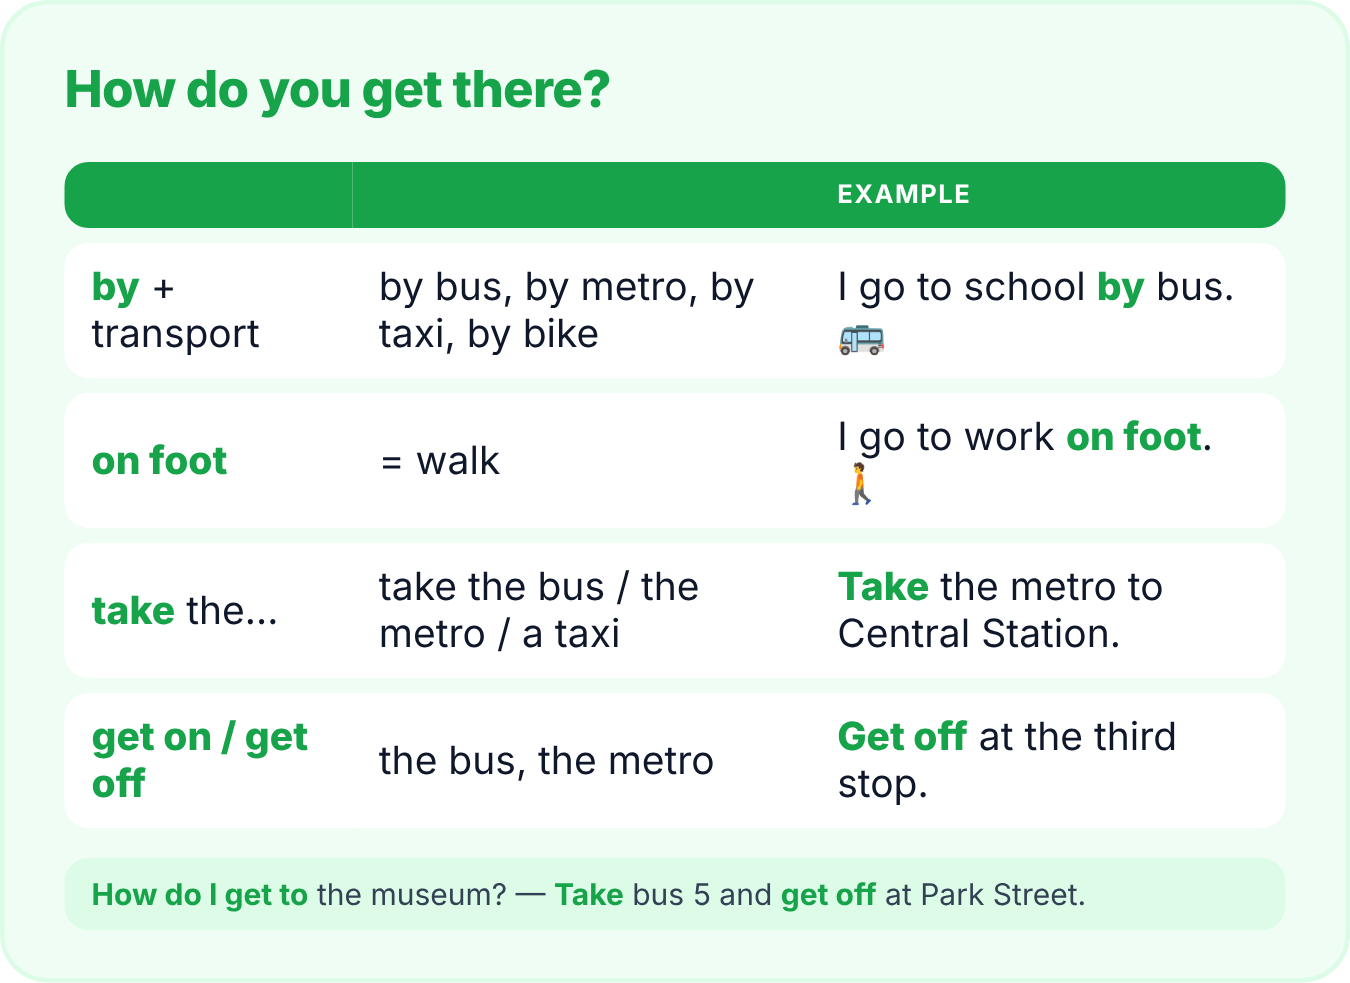 How do you get there?
EXAMPLE
by +
transport
by bus, by metro, by
taxi, by bike
I go to school by bus.
on foot
= walk
I go to work on foot.
take the...
take the bus / the
metro / a taxi
Take the metro to
Central Station.
get on / get
off
the bus, the metro
Get off at the third
stop.
How do I get to the museum? — Take bus 5 and get off at Park Street.